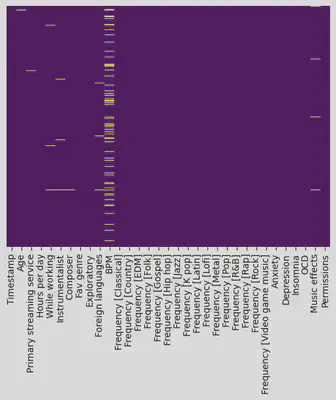 Timestamp
Age
Primary streaming service
Hours per day
While working
Instrumentalist
Composer
Fav genre
Exploratory
Foreign languages
BPM
Frequency [Classical]
Frequency [Country]
Frequency [EDM]
Frequency [Folk]
Frequency [Gospel]
Frequency [Hip hop]
Frequency [Jazz]
Frequency [K pop]
Frequency [Latin]
Frequency [Lofi]
Frequency [Metal]
Frequency [Pop]
Frequency [R&B]
Frequency [Rap]
Frequency [Rock]
Frequency [Video game music]
Anxiety
Depression
Insomnia
OCD
Music effects
Permissions